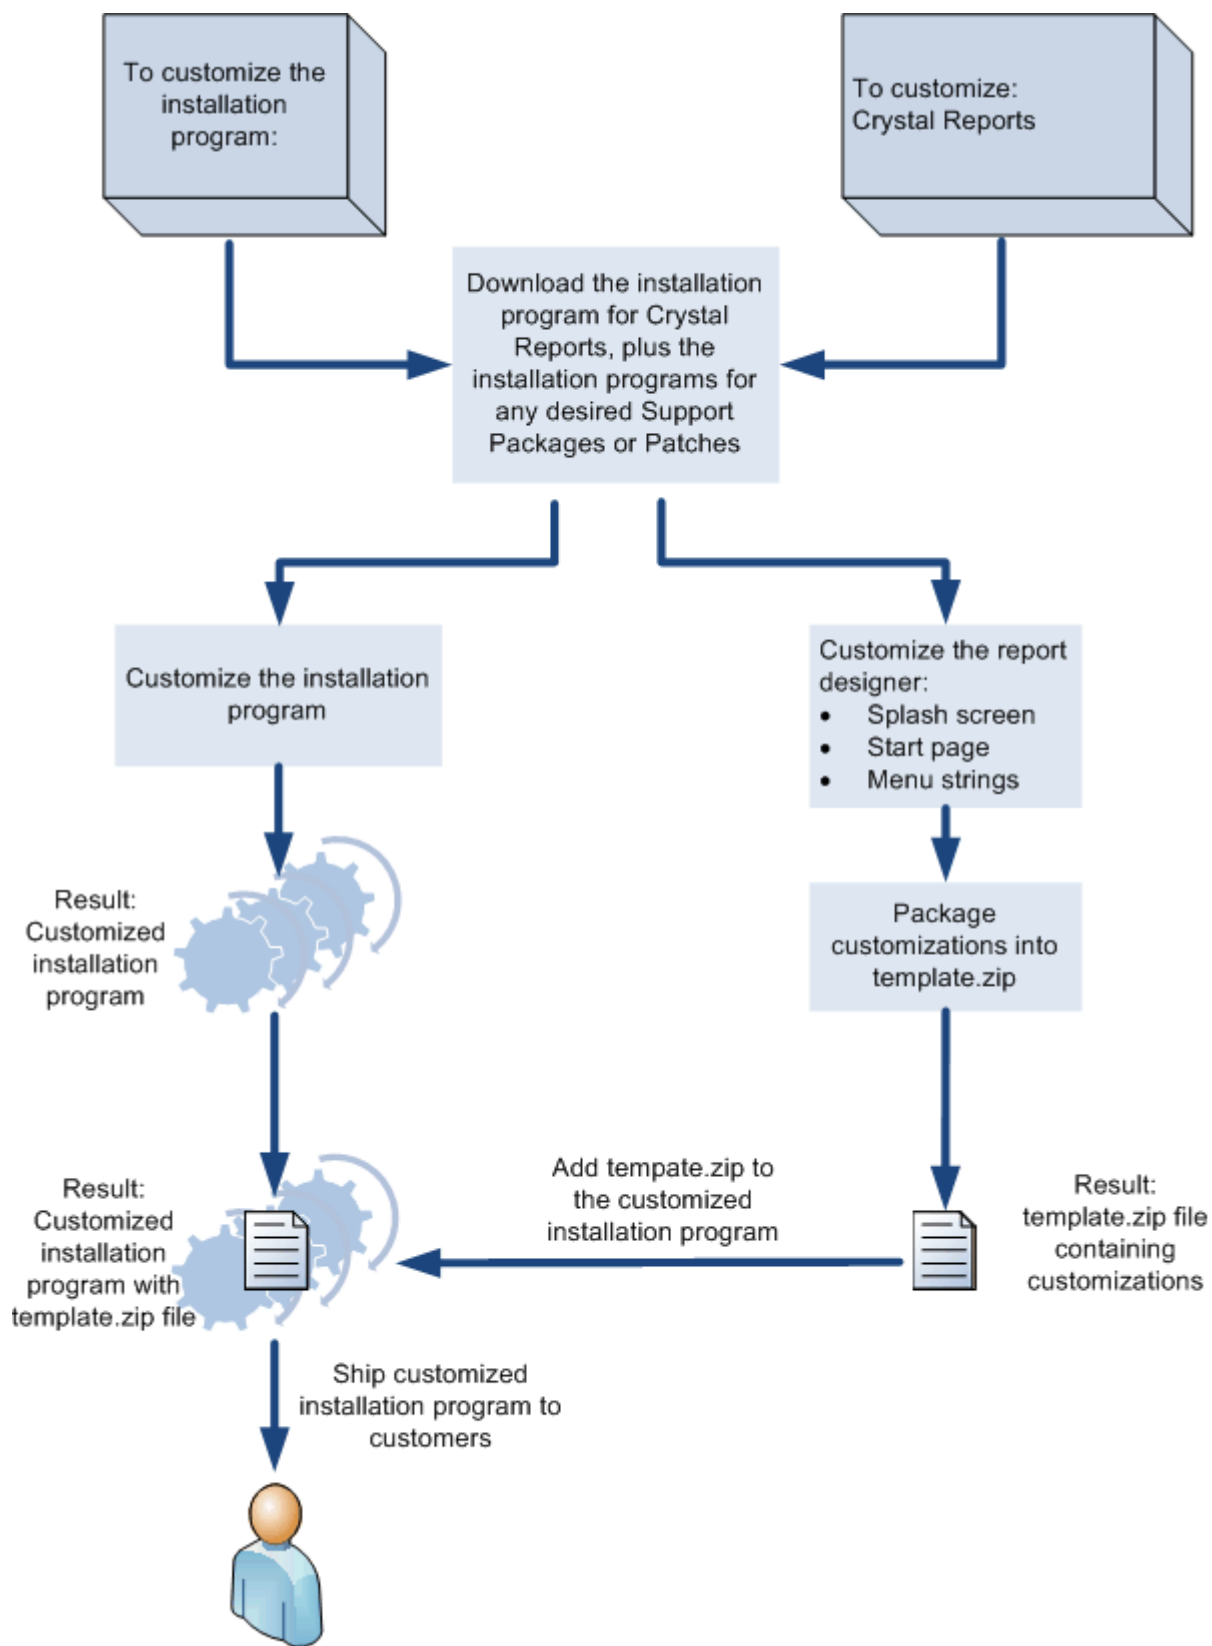 To customize the
installation
program:
To customize:
Crystal Reports
Download the installation
program for Crystal
Reports, plus the
installation programs for
any desired Support
Packages or Patches
Customize the installation
program
Customize the report
designer:
• Splash screen
• Start page
• Menu strings
Result:
Customized
installation
program
Package
customizations into
template.zip
Result:
Customized
installation
program with
template.zip file
Add tempate.zip to
the customized
installation program
Result:
template.zip file
containing
customizations
Ship customized
installation program to
customers